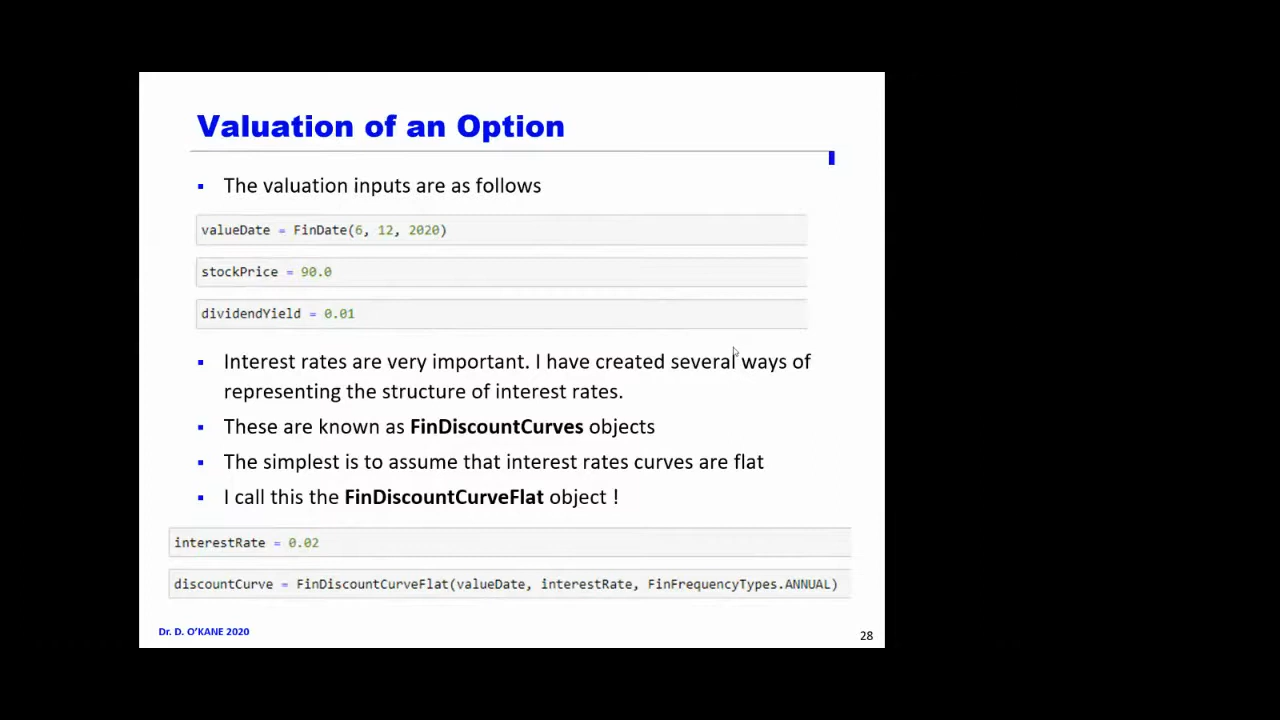 Valuation of an Option
▪ The valuation inputs are as follows
valueDate = FinDate(6, 12, 2020)
stockPrice = 90.0
dividendYield = 0.01
▪ Interest rates are very important. I have created several ways of
representing the structure of interest rates.
▪ These are known as FinDiscountCurves objects
▪ The simplest is to assume that interest rates curves are flat
▪ I call this the FinDiscountCurveFlat object !
interestRate = 0.02
discountCurve = FinDiscountCurveFlat(valueDate, interestRate, FinFrequencyTypes.ANNUAL)
Dr. D. O'KANE 2020
28